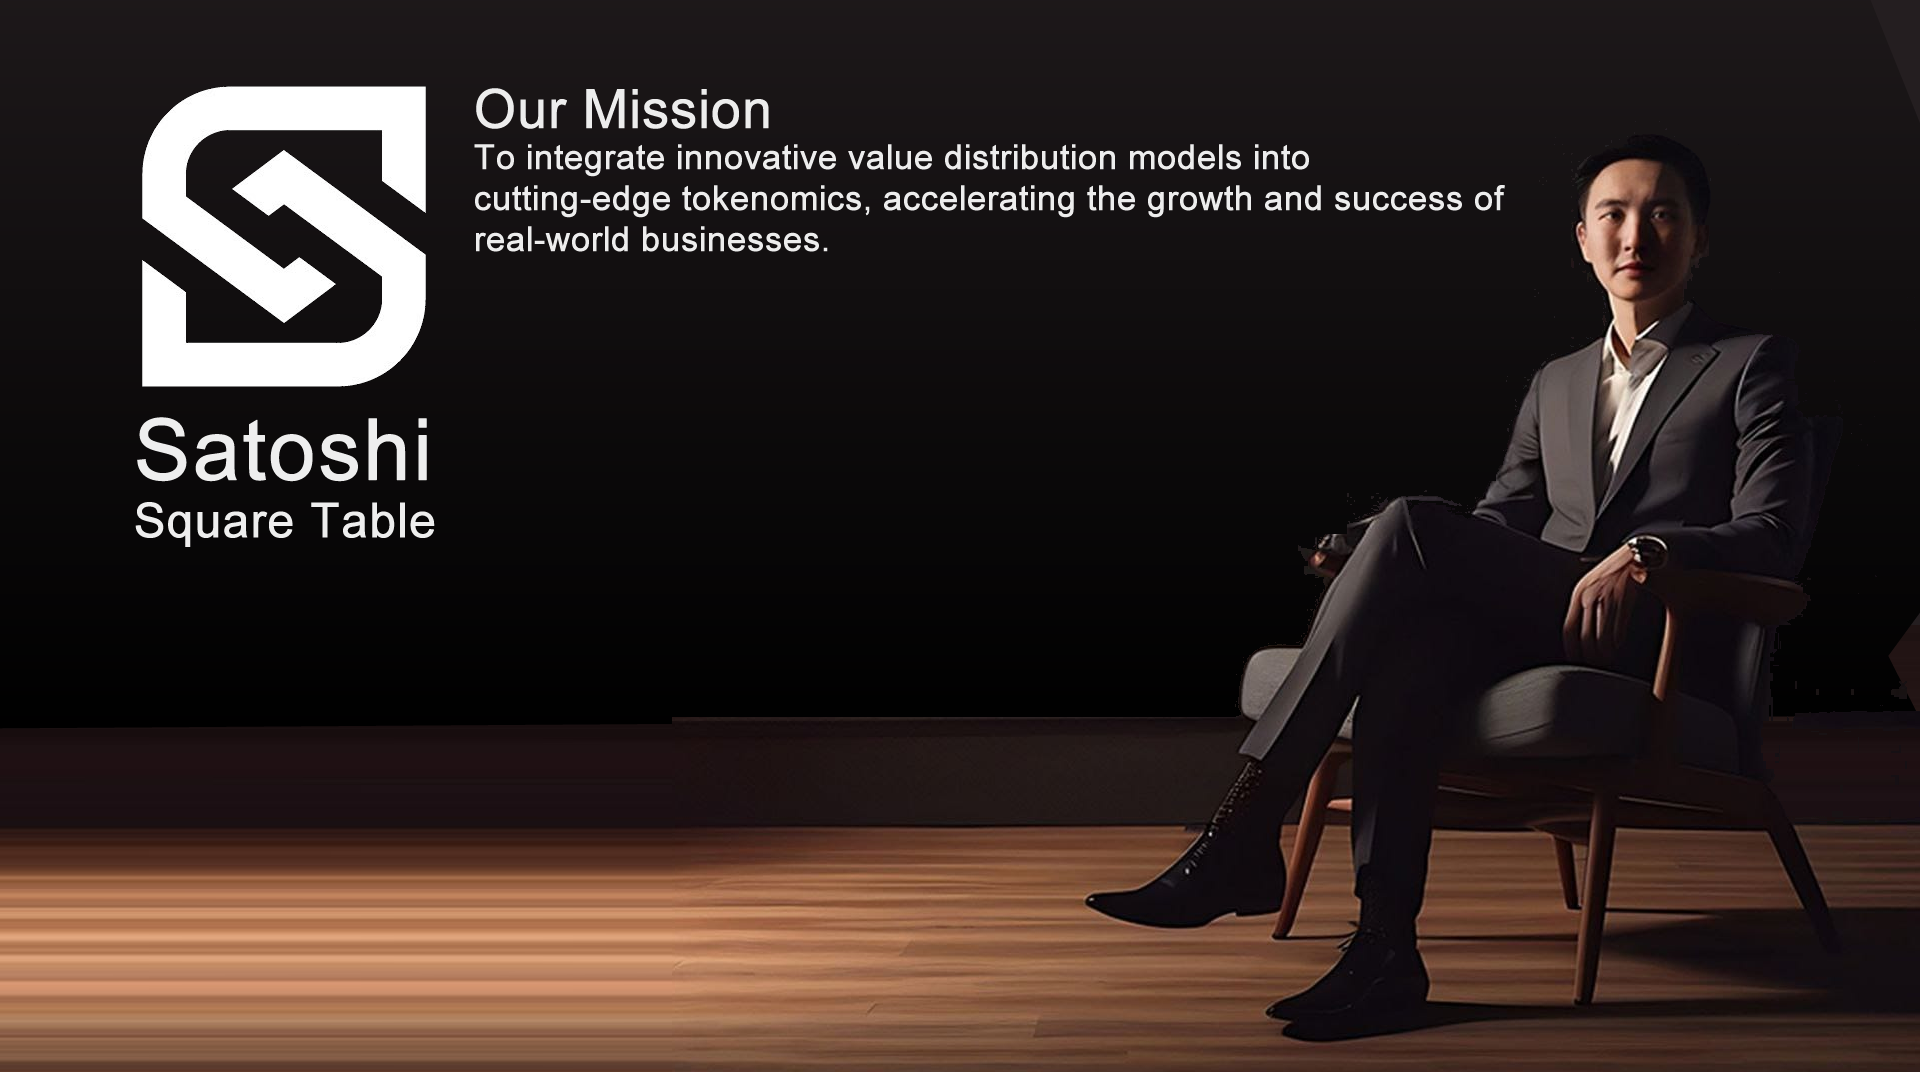 Our Mission
To integrate innovative value distribution models into
cutting-edge tokenomics, accelerating the growth and success of
real-world businesses.
Satoshi
Square Table